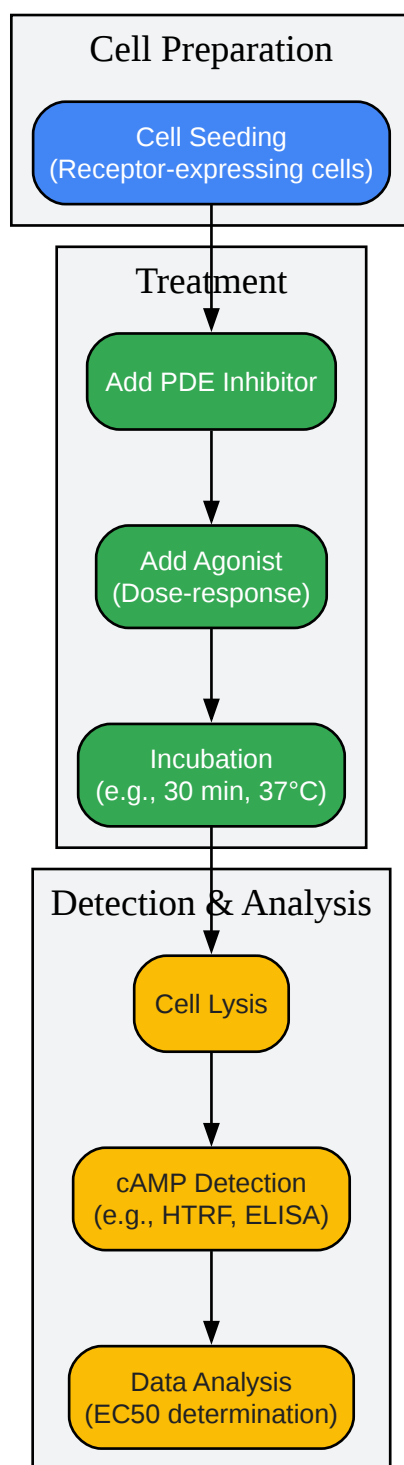 Cell Preparation
Cell Seeding
(Receptor-expressing cells)
Treatment
Add PDE Inhibitor
Add Agonist
(Dose-response)
Incubation
(e.g., 30 min, 37°C)
Detection & Analysis
Cell Lysis
cAMP Detection
(e.g., HTRF, ELISA)
Data Analysis
(EC50 determination)